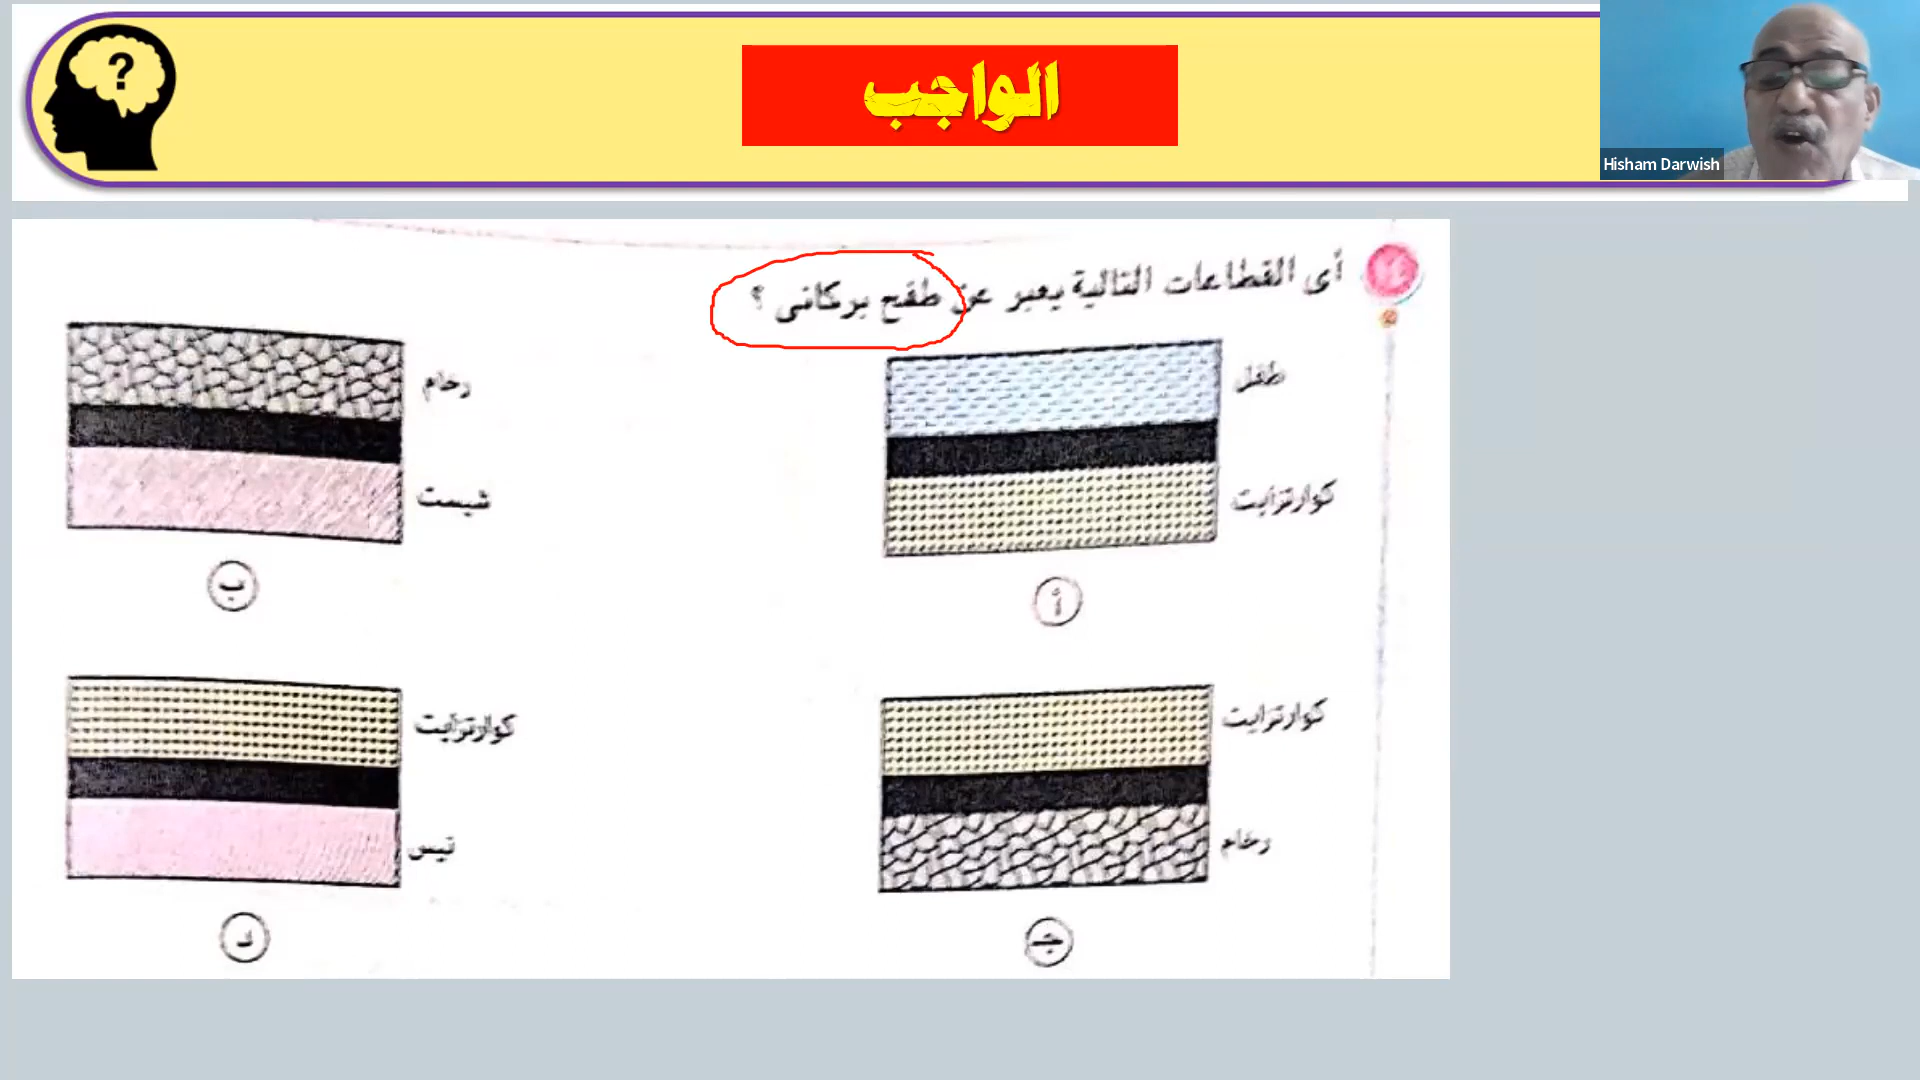 الواجب
Hisham Darwish
أى القطاعات التالية يعبر عن طفح بركانى ؟
طفل
كوارتزايت
أ
رخام
شيست
ب
كوارتزايت
رخام
جـ
كوارتزايت
نيس
د